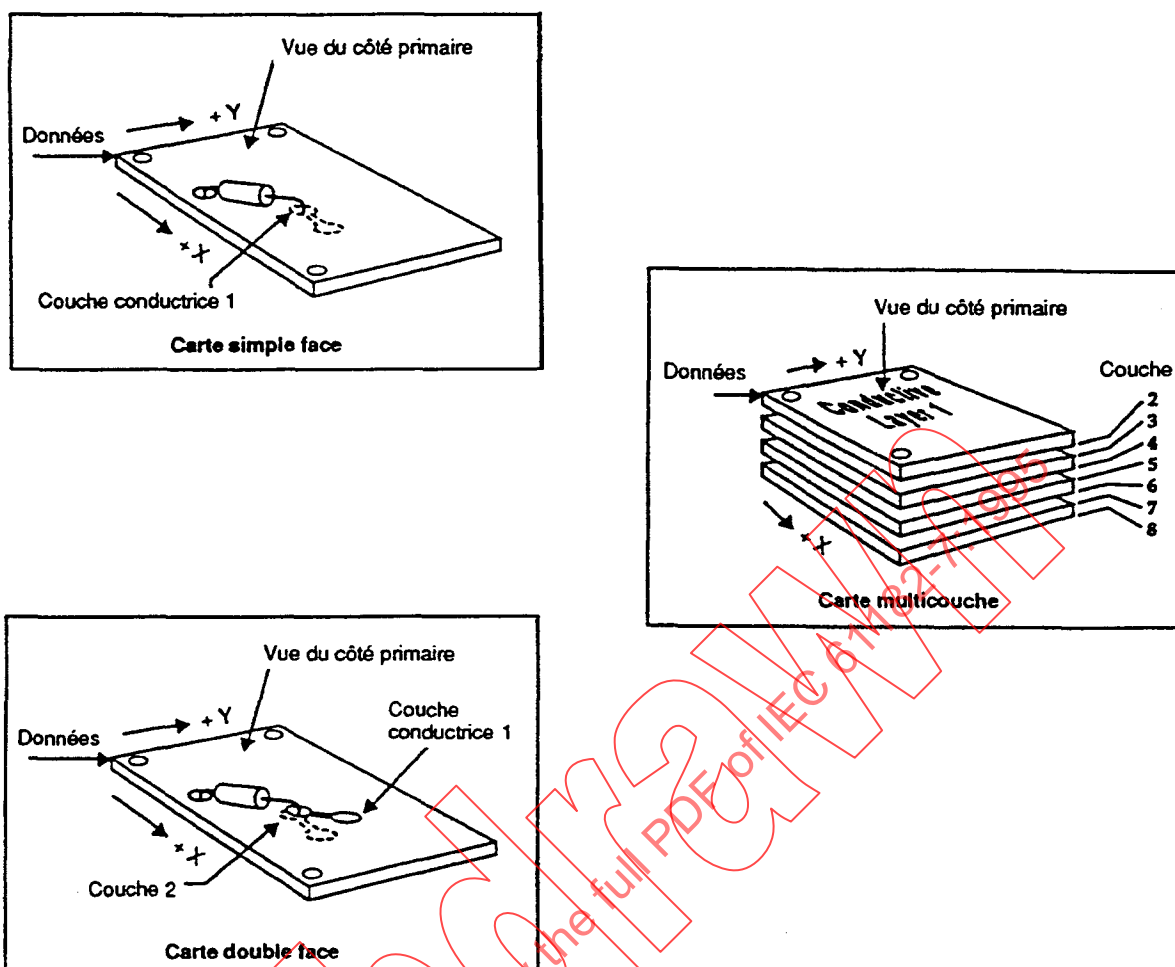 Vue du côté primaire
+ Y
Données
+ X
Couche conductrice 1
Carte simple face
Vue du côté primaire
+ Y
Données
Couche
Conductive
Layer 1
2
3
4
5
6
7
8
+ X
Carte multicouche
Vue du côté primaire
Couche
conductrice 1
+ Y
Données
+ X
Couche 2
Carte double face
drawn
the full PDF of IEC 61182-7:1995